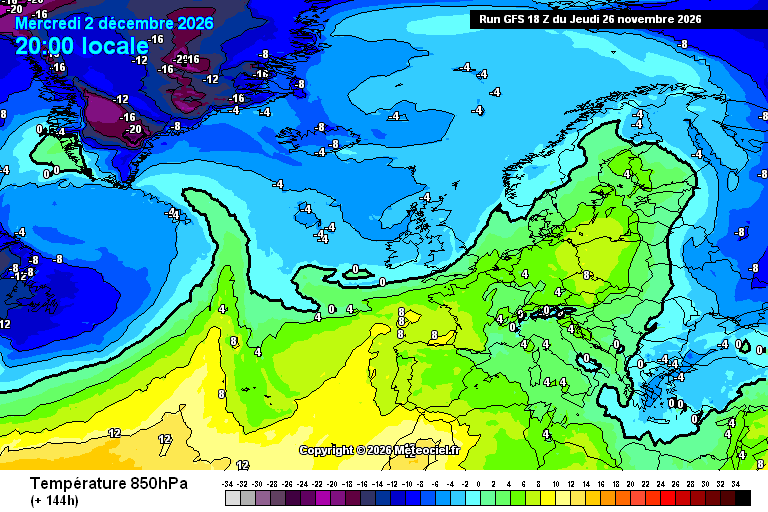 Mercredi 2 décembre 2026
20:00 locale
Run GFS 18 Z du Jeudi 26 novembre 2026
Copyright © 2026 Meteociel.fr
Température 850hPa
(+ 144h)
-34 -32 -30 -28 -26 -24 -22 -20 -18 -16 -14 -12 -10 -8 -6 -4 -2 0 2 4 6 8 10 12 14 16 18 20 22 24 26 28 30 32 34